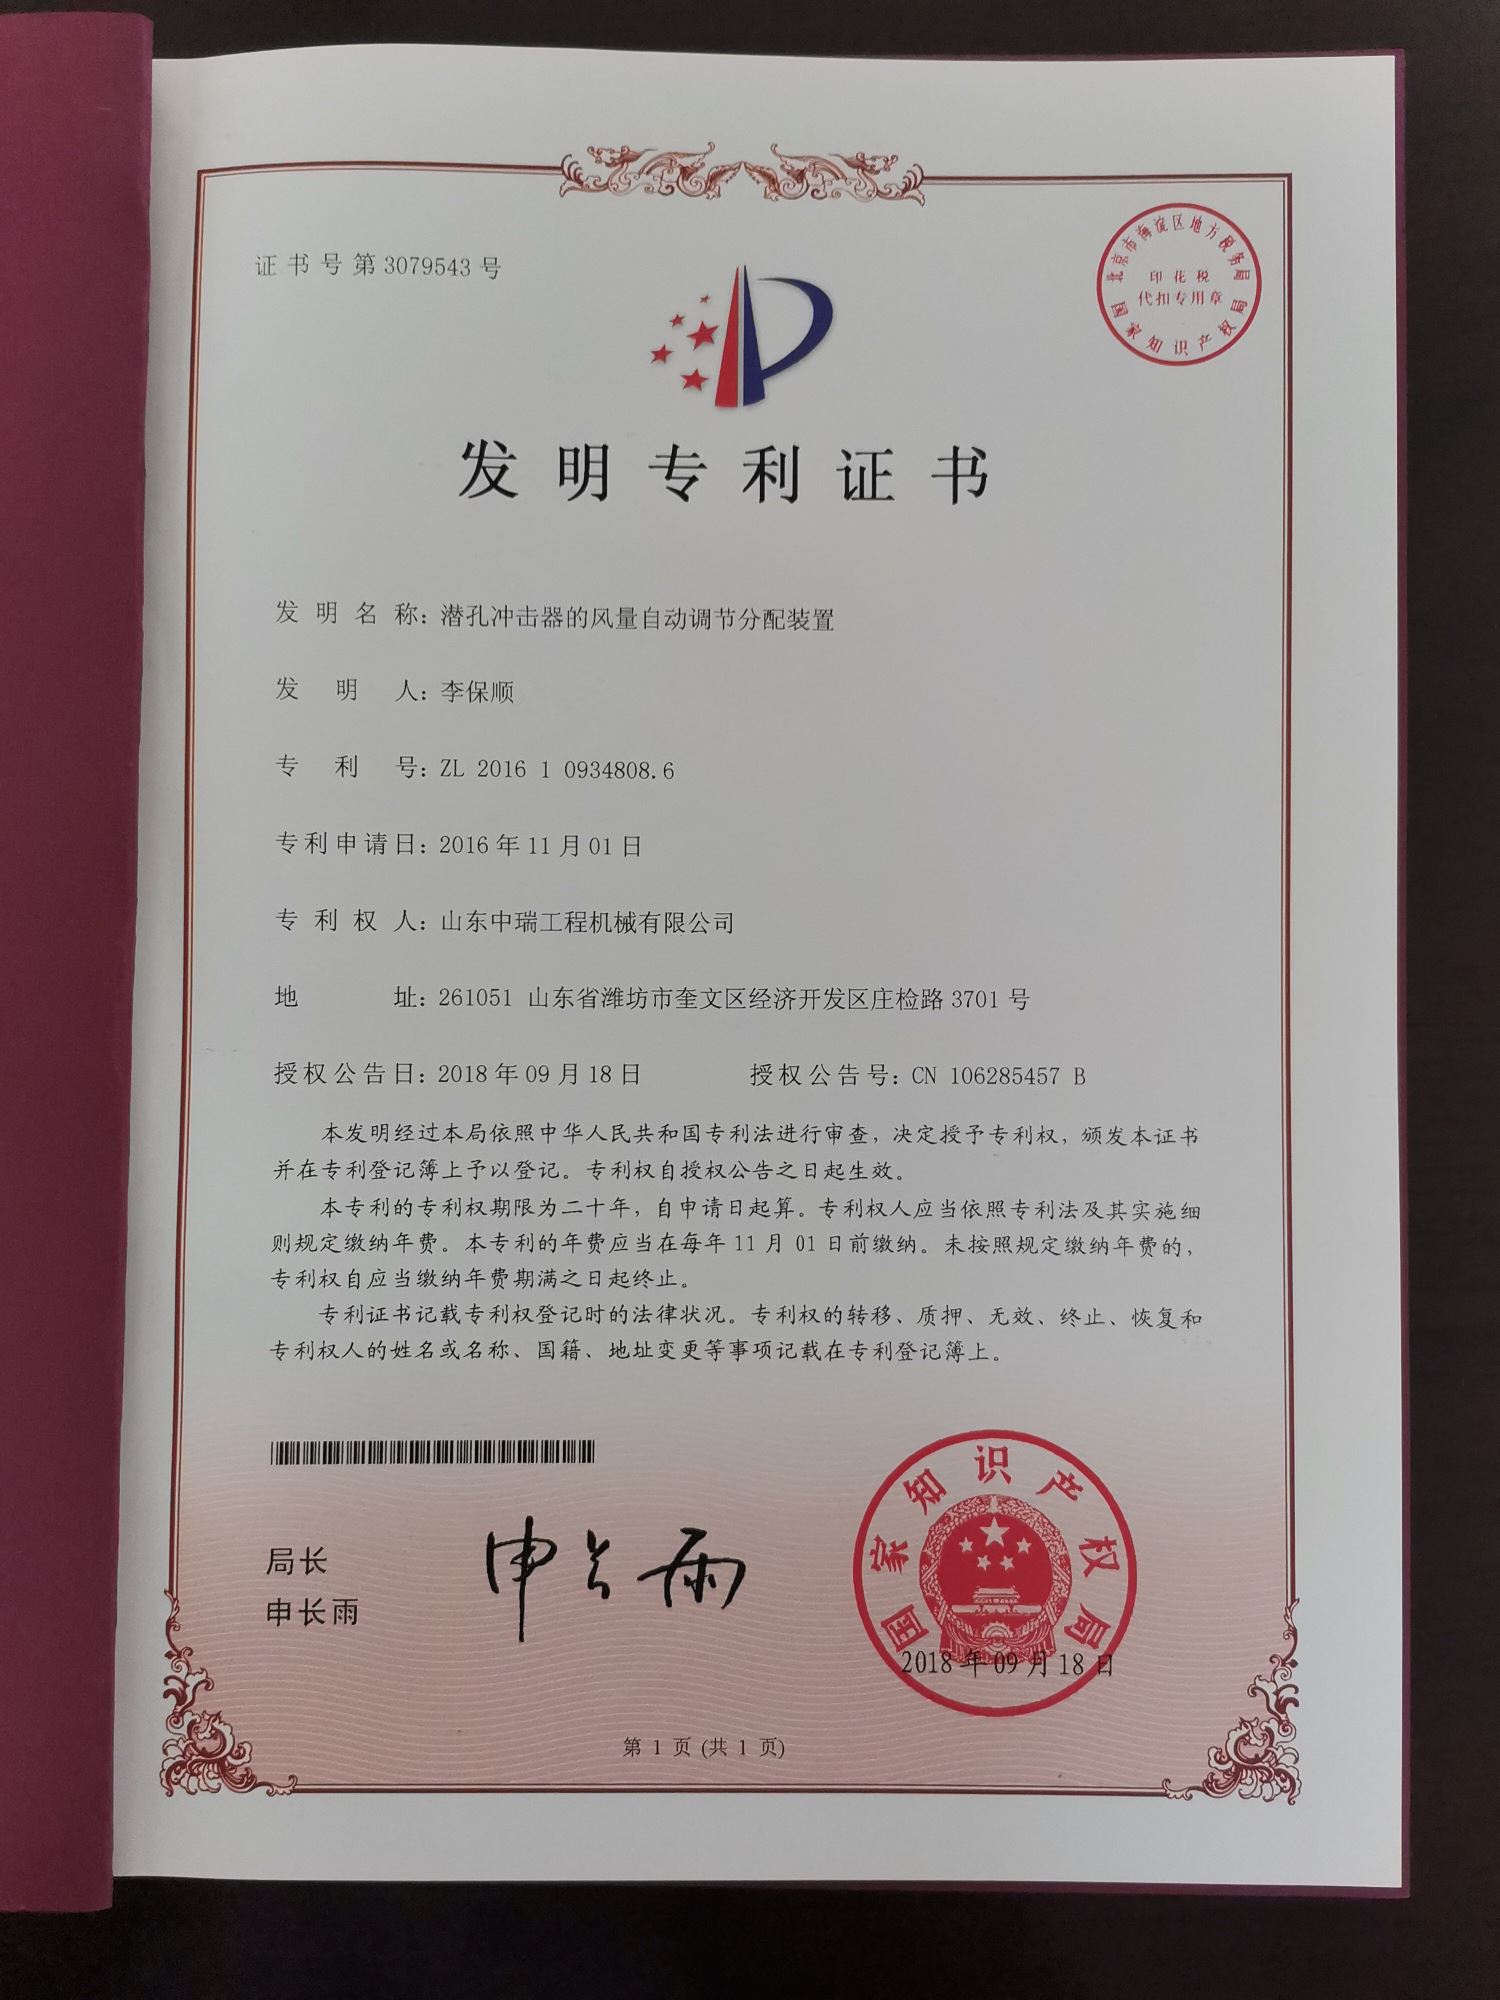 证书号第3079543号
北京市海淀区地方税务局
印花税
代扣专用章
国家知识产权局
发明专利证书
发明名称：潜孔冲击器的风量自动调节分配装置
发明人：李保顺
专利号：ZL 2016 1 0934808.6
专利申请日：2016年11月01日
专利权人：山东中瑞工程机械有限公司
地址：261051 山东省潍坊市奎文区经济开发区庄检路3701号
授权公告日：2018年09月18日 授权公告号：CN 106285457 B
本发明经过本局依照中华人民共和国专利法进行审查，决定授予专利权，颁发本证书
并在专利登记簿上予以登记。专利权自授权公告之日起生效。
本专利的专利权期限为二十年，自申请日起算。专利权人应当依照专利法及其实施细
则规定缴纳年费。本专利的年费应当在每年11月01日前缴纳。未按照规定缴纳年费的，
专利权自应当缴纳年费期满之日起终止。
专利证书记载专利权登记时的法律状况。专利权的转移、质押、无效、终止、恢复和
专利权人的姓名或名称、国籍、地址变更等事项记载在专利登记簿上。
局长
申长雨
申长雨
国家知识产权局
2018年09月18日
第 1 页 (共 1 页)